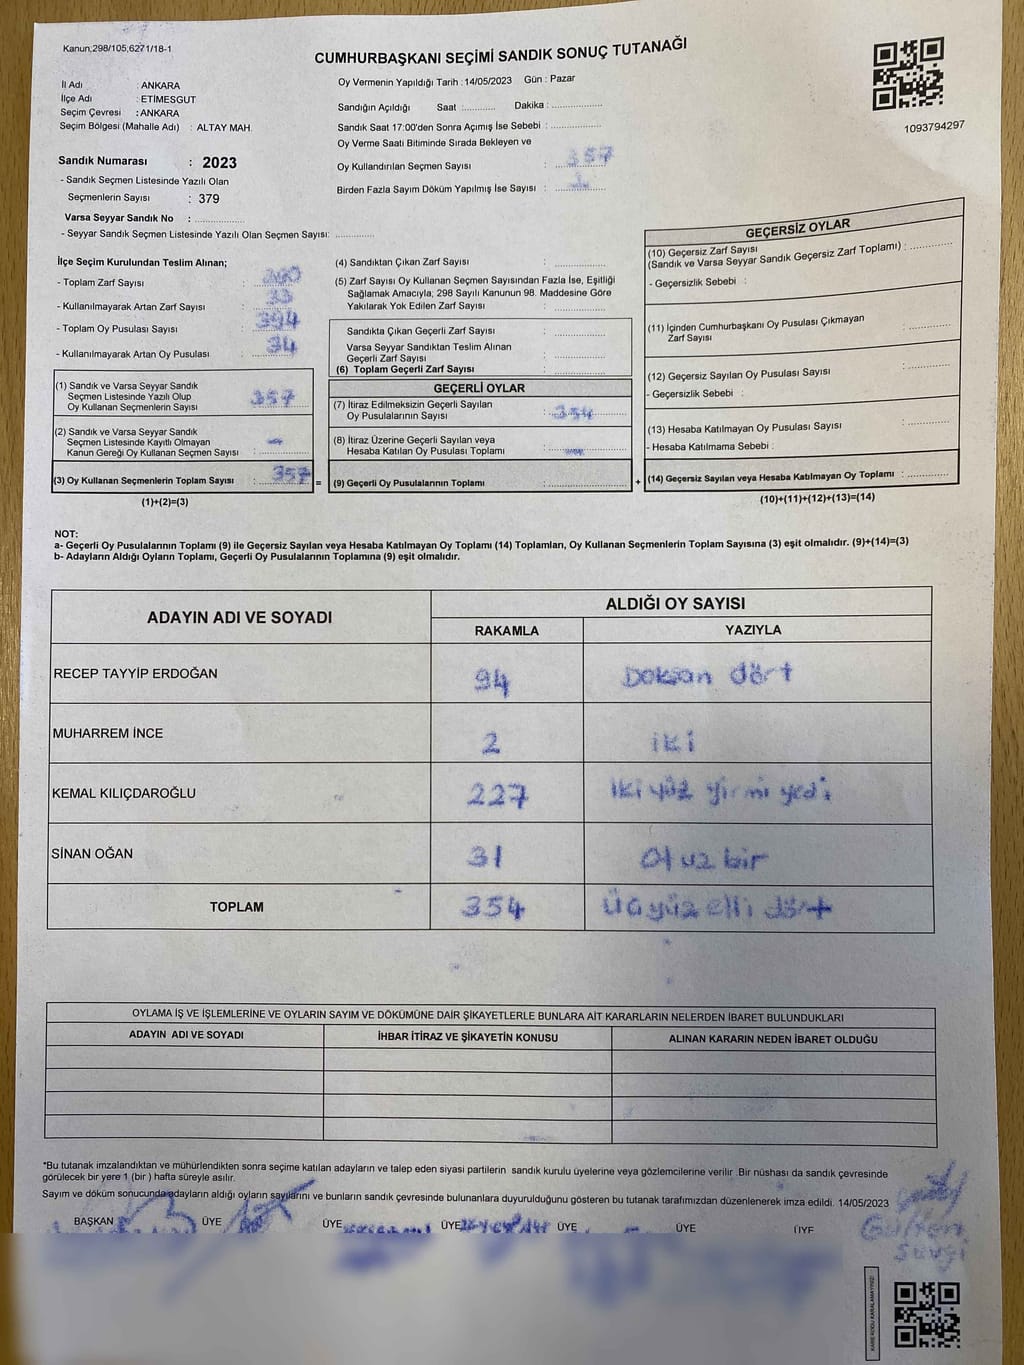 Kanun;298/105;6271/18-1
CUMHURBAŞKANI SEÇİMİ SANDIK SONUÇ TUTANAĞI
İl Adı : ANKARA
İlçe Adı : ETİMESGUT
Seçim Çevresi : ANKARA
Seçim Bölgesi (Mahalle Adı) : ALTAY MAH.
Oy Vermenin Yapıldığı Tarih : 14/05/2023 Gün : Pazar
Sandığın Açıldığı Saat :........... Dakika :...................
Sandık Saat 17:00'den Sonra Açımış İse Sebebi :...................
Oy Verme Saati Bitiminde Sırada Bekleyen ve
Oy Kullandırılan Seçmen Sayısı : 357
Birden Fazla Sayım Döküm Yapılmış İse Sayısı :
1093794297
Sandık Numarası : 2023
- Sandık Seçmen Listesinde Yazılı Olan
Seçmenlerin Sayısı : 379
Varsa Seyyar Sandık No :
- Seyyar Sandık Seçmen Listesinde Yazılı Olan Seçmen Sayısı:
İlçe Seçim Kurulundan Teslim Alınan;
- Toplam Zarf Sayısı :
- Kullanılmayarak Artan Zarf Sayısı : 33
- Toplam Oy Pusulası Sayısı :
- Kullanılmayarak Artan Oy Pusulası : 34
(1) Sandık ve Varsa Seyyar Sandık
Seçmen Listesinde Yazılı Olup
Oy Kullanan Seçmenlerin Sayısı : 357
(2) Sandık ve Varsa Seyyar Sandık
Seçmen Listesinde Kayıtlı Olmayan
Kanun Gereği Oy Kullanan Seçmen Sayısı : -
(3) Oy Kullanan Seçmenlerin Toplam Sayısı : 357
(1)+(2)=(3)
(4) Sandıktan Çıkan Zarf Sayısı :
(5) Zarf Sayısı Oy Kullanan Seçmen Sayısından Fazla İse, Eşitliği
Sağlamak Amacıyla; 298 Sayılı Kanunun 98. Maddesine Göre
Yakılarak Yok Edilen Zarf Sayısı :
Sandıkta Çıkan Geçerli Zarf Sayısı :
Varsa Seyyar Sandıktan Teslim Alınan
Geçerli Zarf Sayısı :
(6) Toplam Geçerli Zarf Sayısı :
GEÇERLİ OYLAR
(7) İtiraz Edilmeksizin Geçerli Sayılan
Oy Pusulalarının Sayısı : 354
(8) İtiraz Üzerine Geçerli Sayılan veya
Hesaba Katılan Oy Pusulası Toplamı : -
= (9) Geçerli Oy Pusulalarının Toplamı :
GEÇERSİZ OYLAR
(10) Geçersiz Zarf Sayısı
(Sandık ve Varsa Seyyar Sandık Geçersiz Zarf Toplamı) :
- Geçersizlik Sebebi :
(11) İçinden Cumhurbaşkanı Oy Pusulası Çıkmayan
Zarf Sayısı :
(12) Geçersiz Sayılan Oy Pusulası Sayısı :
- Geçersizlik Sebebi :
(13) Hesaba Katılmayan Oy Pusulası Sayısı :
- Hesaba Katılmama Sebebi :
+ (14) Geçersiz Sayılan veya Hesaba Katılmayan Oy Toplamı :
(10)+(11)+(12)+(13)=(14)
NOT:
a- Geçerli Oy Pusulalarının Toplamı (9) ile Geçersiz Sayılan veya Hesaba Katılmayan Oy Toplamı (14) Toplamları, Oy Kullanan Seçmenlerin Toplam Sayısına (3) eşit olmalıdır. (9)+(14)=(3)
b- Adayların Aldığı Oyların Toplamı, Geçerli Oy Pusulalarının Toplamına (9) eşit olmalıdır.
ADAYIN ADI VE SOYADI
ALDIĞI OY SAYISI
RAKAMLA YAZIYLA
RECEP TAYYİP ERDOĞAN 94 Doksan dört
MUHARREM İNCE 2 iki
KEMAL KILIÇDAROĞLU 227 iki yüz yirmi yedi
SİNAN OĞAN 31 Otuz bir
TOPLAM 354 Üçyüz elli dört
OYLAMA İŞ VE İŞLEMLERİNE VE OYLARIN SAYIM VE DÖKÜMÜNE DAİR ŞİKAYETLERLE BUNLARA AİT KARARLARIN NELERDEN İBARET BULUNDUKLARI
ADAYIN ADI VE SOYADI İHBAR İTİRAZ VE ŞİKAYETİN KONUSU ALINAN KARARIN NEDEN İBARET OLDUĞU
*Bu tutanak imzalandıktan ve mühürlendikten sonra seçime katılan adayların ve talep eden siyasi partilerin sandık kurulu üyelerine veya gözlemcilerine verilir .Bir nüshası da sandık çevresinde
görülecek bir yere 1 (bir ) hafta süreyle asılır.
Sayım ve döküm sonucunda adayların aldığı oyların sayılarını ve bunların sandık çevresinde bulunanlara duyurulduğunu gösteren bu tutanak tarafımızdan düzenlenerek imza edildi. 14/05/2023
BAŞKAN ÜYE ÜYE ÜYE ÜYE ÜYE ÜYE
Gülten
Sevgi
KARE KODU KARALAMAYINIZ!